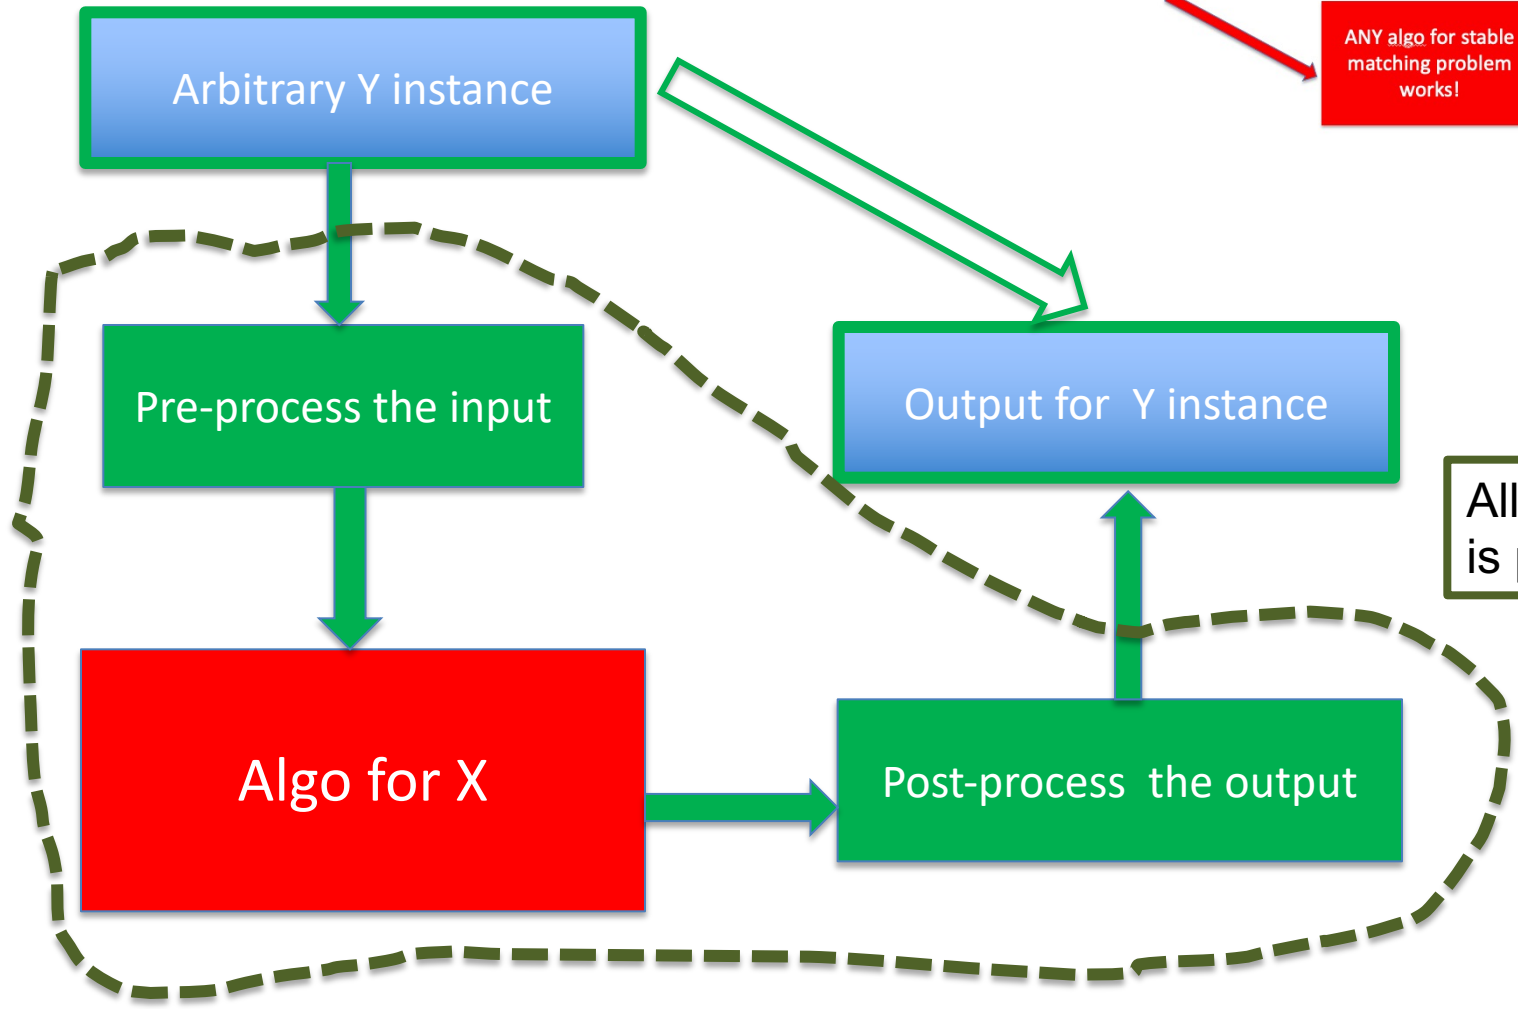 Arbitrary Y instance
ANY algo for stable
matching problem
works!
Pre-process the input
Output for  Y instance
All
is
Algo for X
Post-process  the output